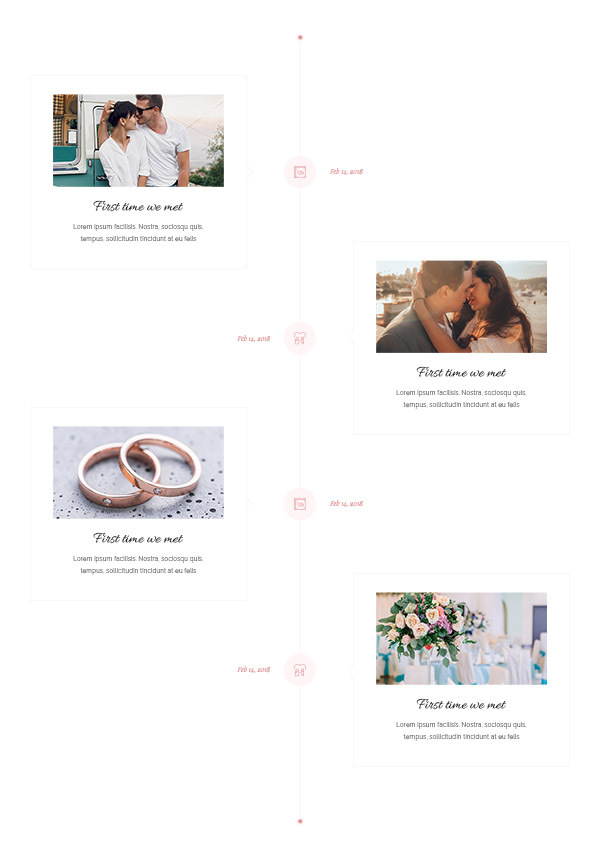 First time we met
Lorem ipsum facilisis. Nostra, sociosqu quis,
tempus, sollicitudin tincidunt at eu felis
Feb 14, 2018
First time we met
Lorem ipsum facilisis. Nostra, sociosqu quis,
tempus, sollicitudin tincidunt at eu felis
Feb 14, 2018
First time we met
Lorem ipsum facilisis. Nostra, sociosqu quis,
tempus, sollicitudin tincidunt at eu felis
Feb 14, 2018
First time we met
Lorem ipsum facilisis. Nostra, sociosqu quis,
tempus, sollicitudin tincidunt at eu felis
Feb 14, 2018